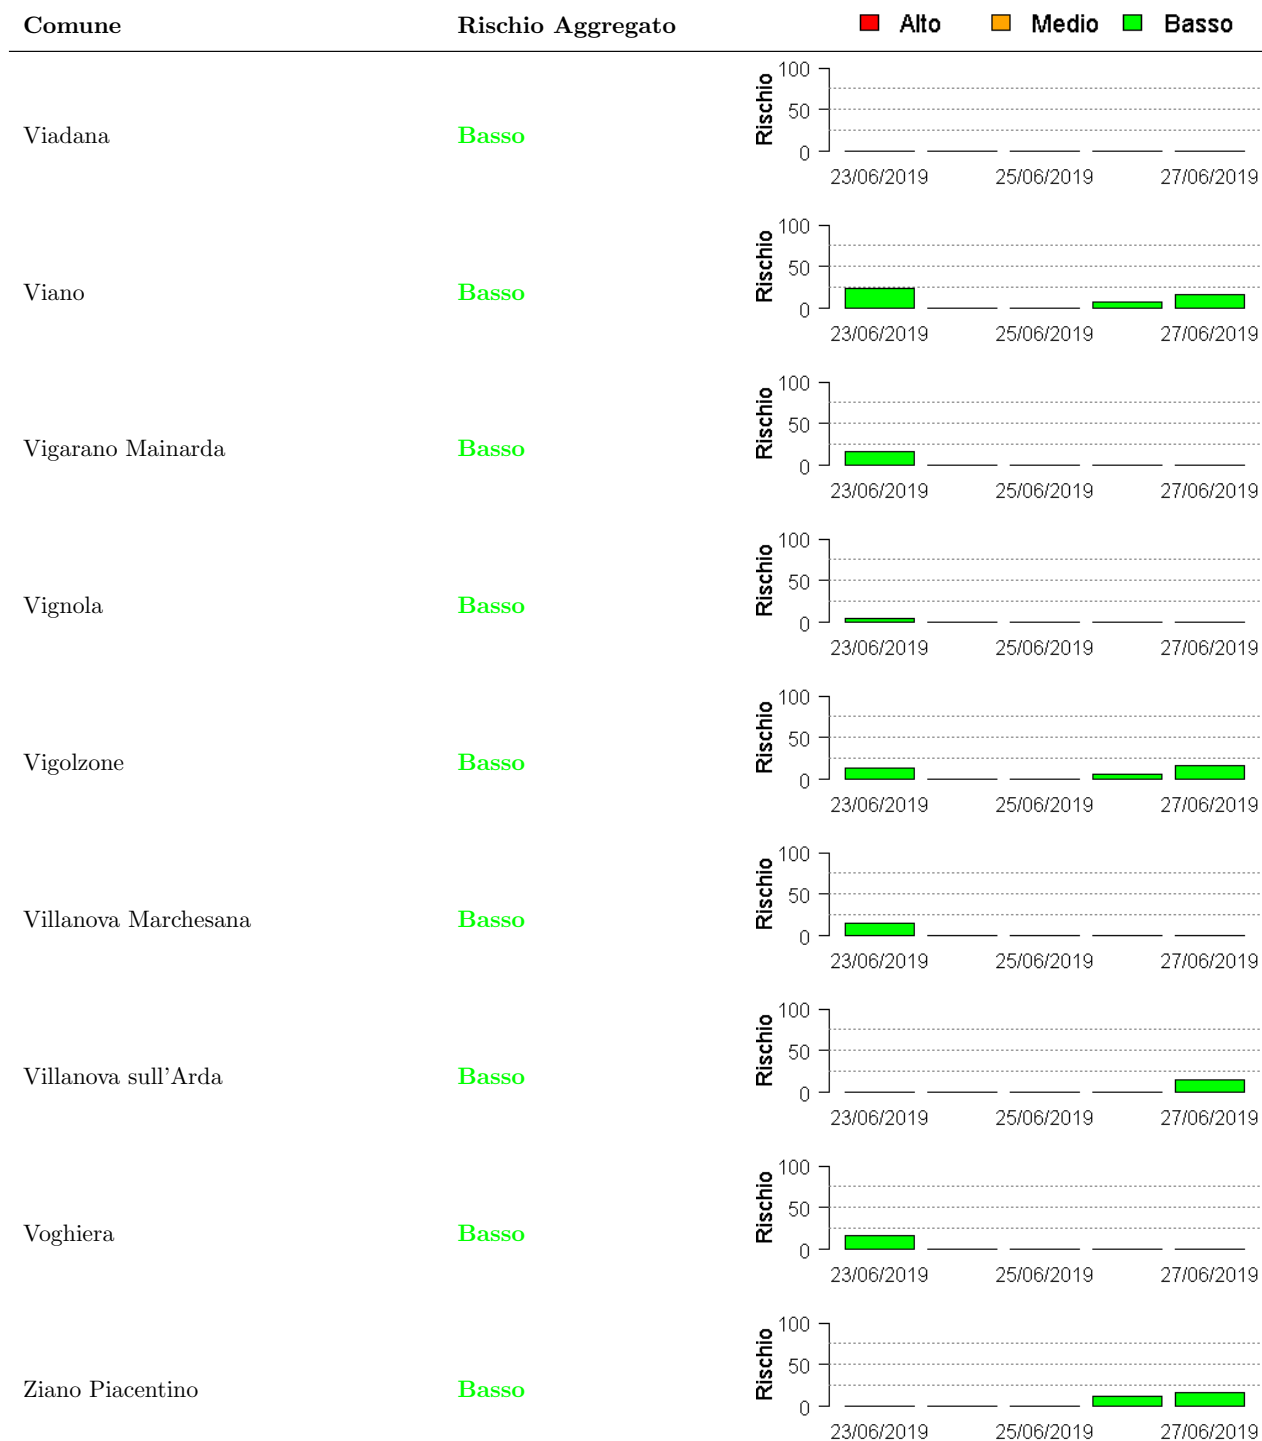 Comune Rischio Aggregato Alto Medio Basso
Viadana Basso Rischio 100 50 0
23/06/2019 25/06/2019 27/06/2019
Viano Basso Rischio 100 50 0
23/06/2019 25/06/2019 27/06/2019
Vigarano Mainarda Basso Rischio 100 50 0
23/06/2019 25/06/2019 27/06/2019
Vignola Basso Rischio 100 50 0
23/06/2019 25/06/2019 27/06/2019
Vigolzone Basso Rischio 100 50 0
23/06/2019 25/06/2019 27/06/2019
Villanova Marchesana Basso Rischio 100 50 0
23/06/2019 25/06/2019 27/06/2019
Villanova sull'Arda Basso Rischio 100 50 0
23/06/2019 25/06/2019 27/06/2019
Voghiera Basso Rischio 100 50 0
23/06/2019 25/06/2019 27/06/2019
Ziano Piacentino Basso Rischio 100 50 0
23/06/2019 25/06/2019 27/06/2019